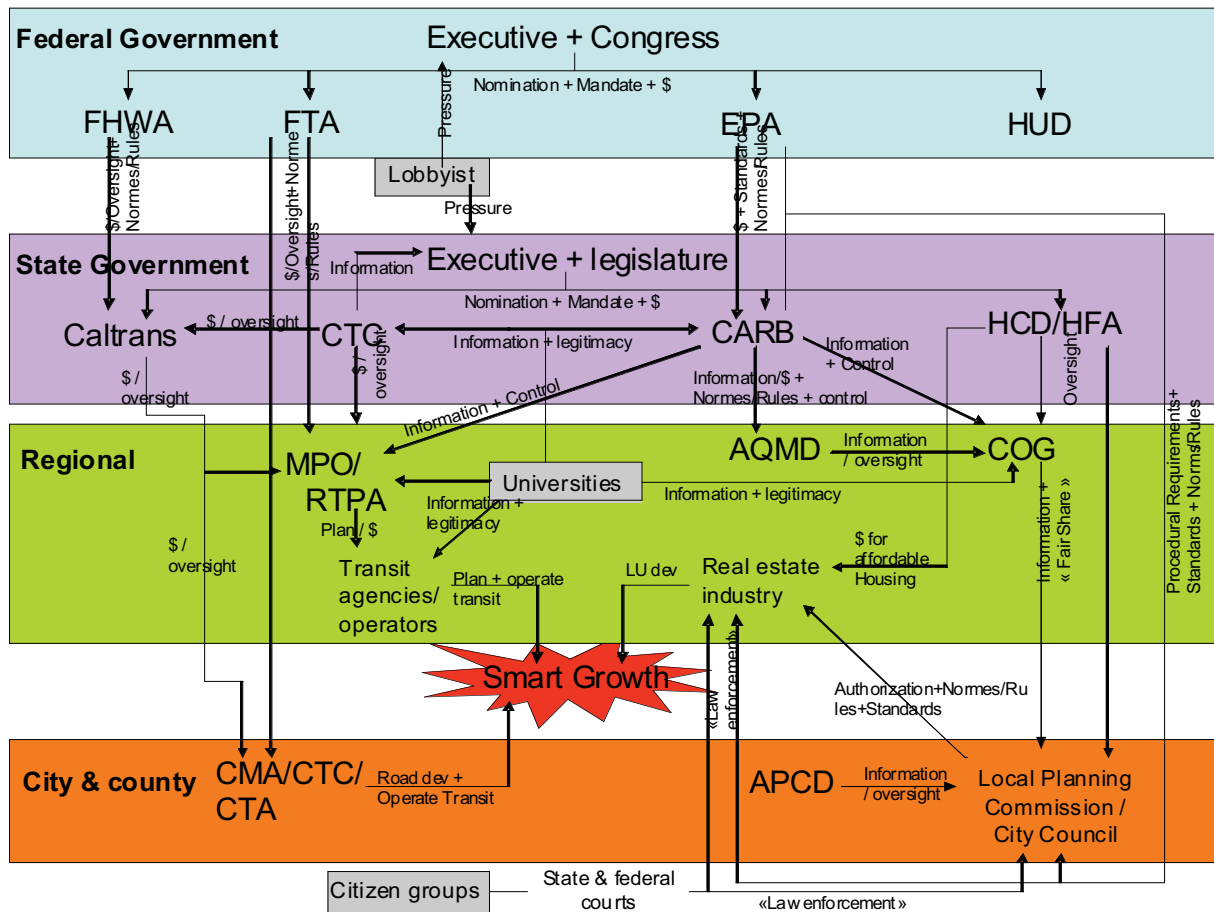 Federal Government
Executive + Congress
Nomination + Mandate + $
Pressure
FHWA
FTA
EPA
HUD
$/Oversight+
Normes/Rules
$/Oversight+Norme
s/Rules
$ + Standards +
Normes/Rules
Lobbyist
Pressure
State Government
Information
Executive + legislature
Nomination + Mandate + $
Caltrans
$ / oversight
CTC
Information + legitimacy
CARB
HCD/HFA
Information
+ Control
Oversight
$ /
oversight
$ /
oversight
Information + Control
Information/$ +
Normes/Rules + control
Procedural Requirements+
Standards + Norms/Rules
Regional
MPO/
RTPA
Universities
AQMD
Information
/ oversight
COG
Information +
legitimacy
Information + legitimacy
Plan / $
$ /
oversight
Information +
« Fair Share »
Transit
agencies/
operators
Plan + operate
transit
LU dev
Real estate
industry
$ for
affordable
Housing
Smart Growth
«Law
enforcement»
Authorization+Normes/Ru
les+Standards
City & county
CMA/CTC/
CTA
Road dev +
Operate Transit
APCD
Information
/ oversight
Local Planning
Commission /
City Council
Citizen groups
State & federal
courts
«Law enforcement»